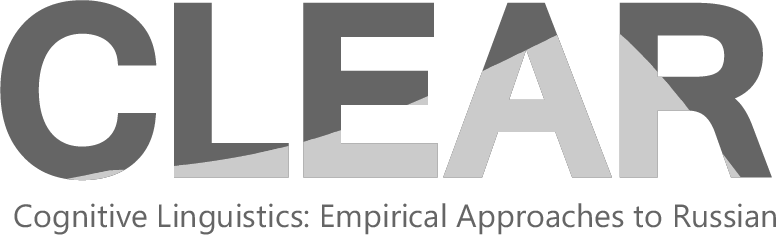 CLEAR
Cognitive Linguistics: Empirical Approaches to Russian